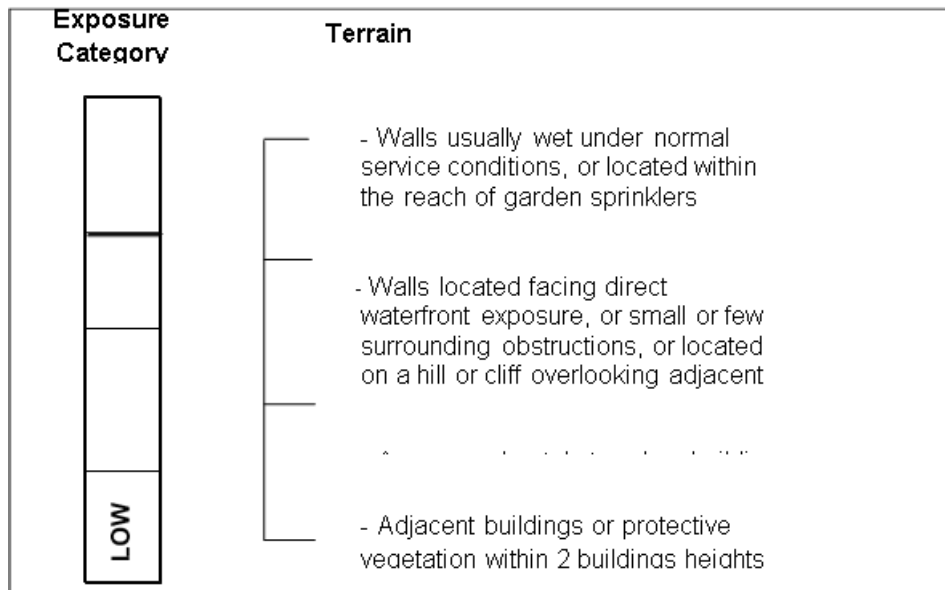 Exposure
Category
Terrain
- Walls usually wet under normal
service conditions, or located within
the reach of garden sprinklers
- Walls located facing direct
waterfront exposure, or small or few
surrounding obstructions, or located
on a hill or cliff overlooking adjacent
LOW
- Adjacent buildings or protective
vegetation within 2 buildings heights